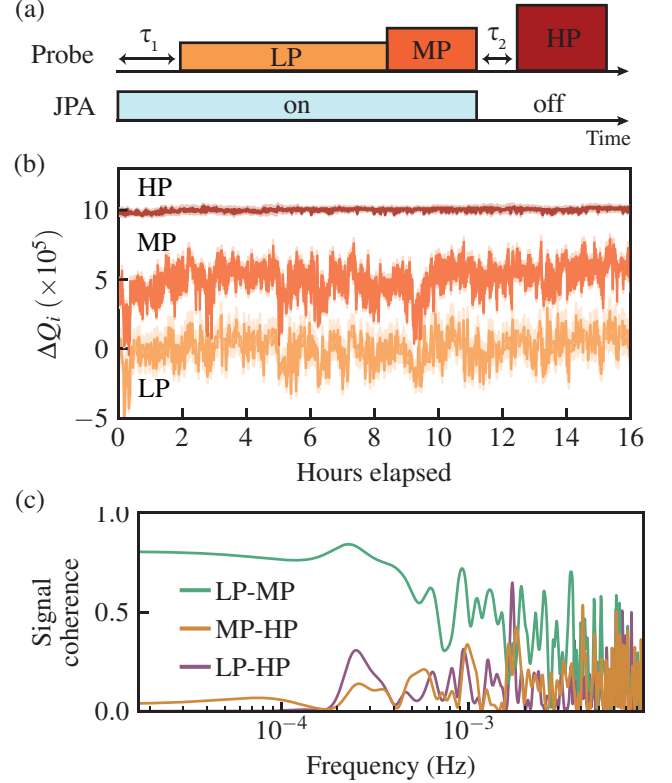 (a)
τ₁
LP
MP
τ₂
HP
Probe
JPA
on
off
Time
(b)
HP
MP
LP
ΔQᵢ (×10⁵)
10
5
0
−5
0 2 4 6 8 10 12 14 16
Hours elapsed
(c)
Signal
coherence
1.0
0.5
0.0
LP-MP
MP-HP
LP-HP
10⁻⁴ 10⁻³
Frequency (Hz)